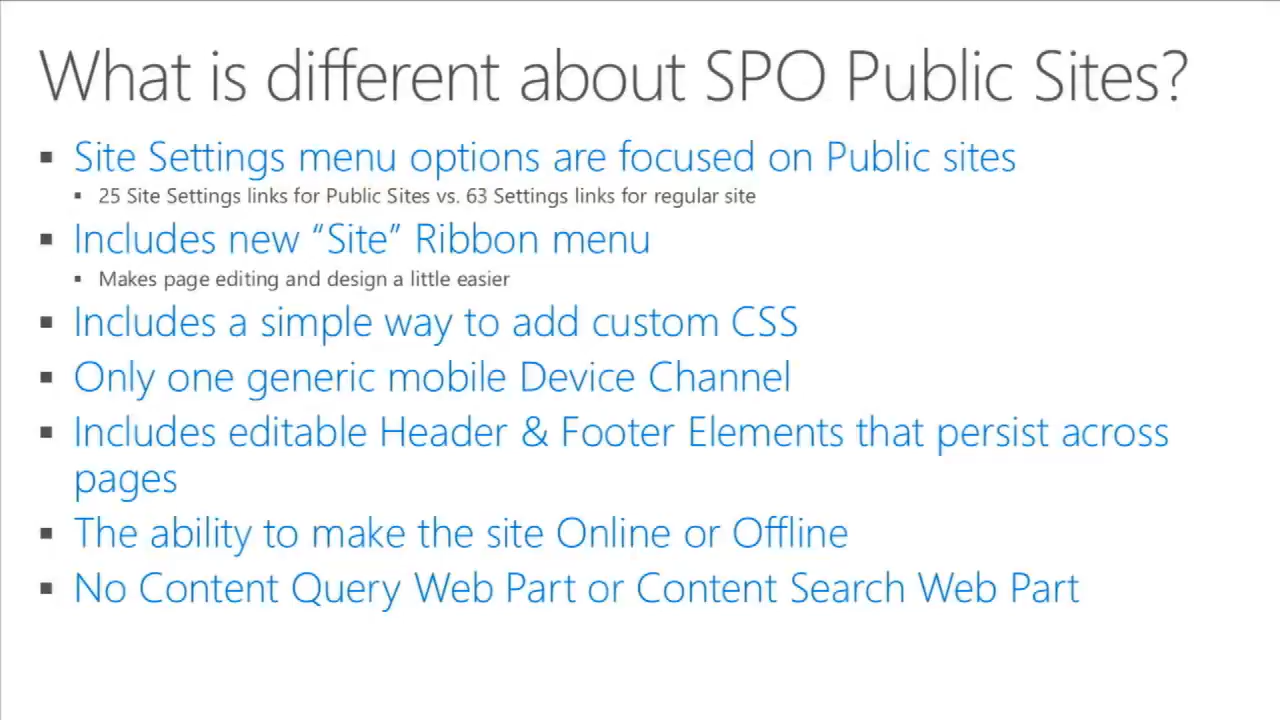 What is different about SPO Public Sites?
▪ Site Settings menu options are focused on Public sites
▪ 25 Site Settings links for Public Sites vs. 63 Settings links for regular site
▪ Includes new “Site” Ribbon menu
▪ Makes page editing and design a little easier
▪ Includes a simple way to add custom CSS
▪ Only one generic mobile Device Channel
▪ Includes editable Header & Footer Elements that persist across
pages
▪ The ability to make the site Online or Offline
▪ No Content Query Web Part or Content Search Web Part